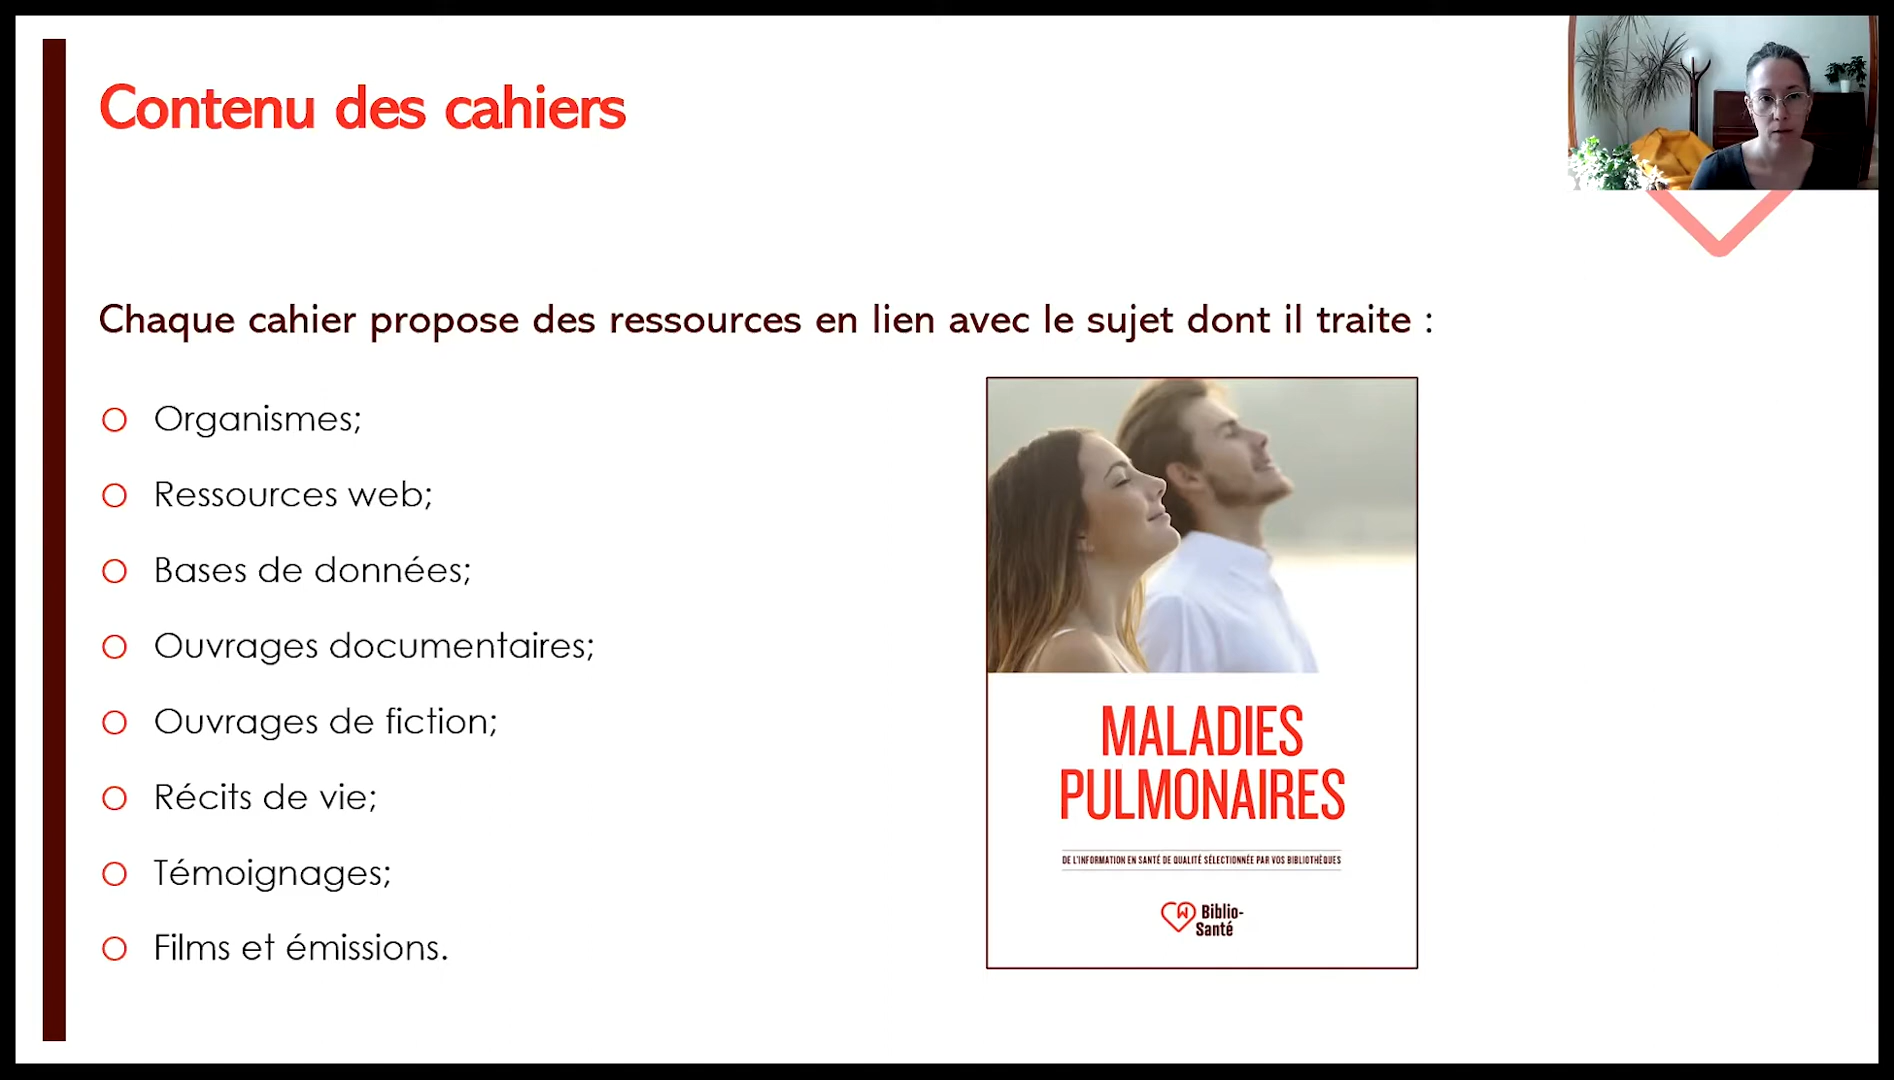 Contenu des cahiers
Chaque cahier propose des ressources en lien avec le sujet dont il traite :
Organismes;
Ressources web;
Bases de données;
Ouvrages documentaires;
Ouvrages de fiction;
Récits de vie;
Témoignages;
Films et émissions.
MALADIES
PULMONAIRES
DE L'INFORMATION EN SANTÉ DE QUALITÉ SÉLECTIONNÉE PAR VOS BIBLIOTHÈQUES
Biblio-
Santé